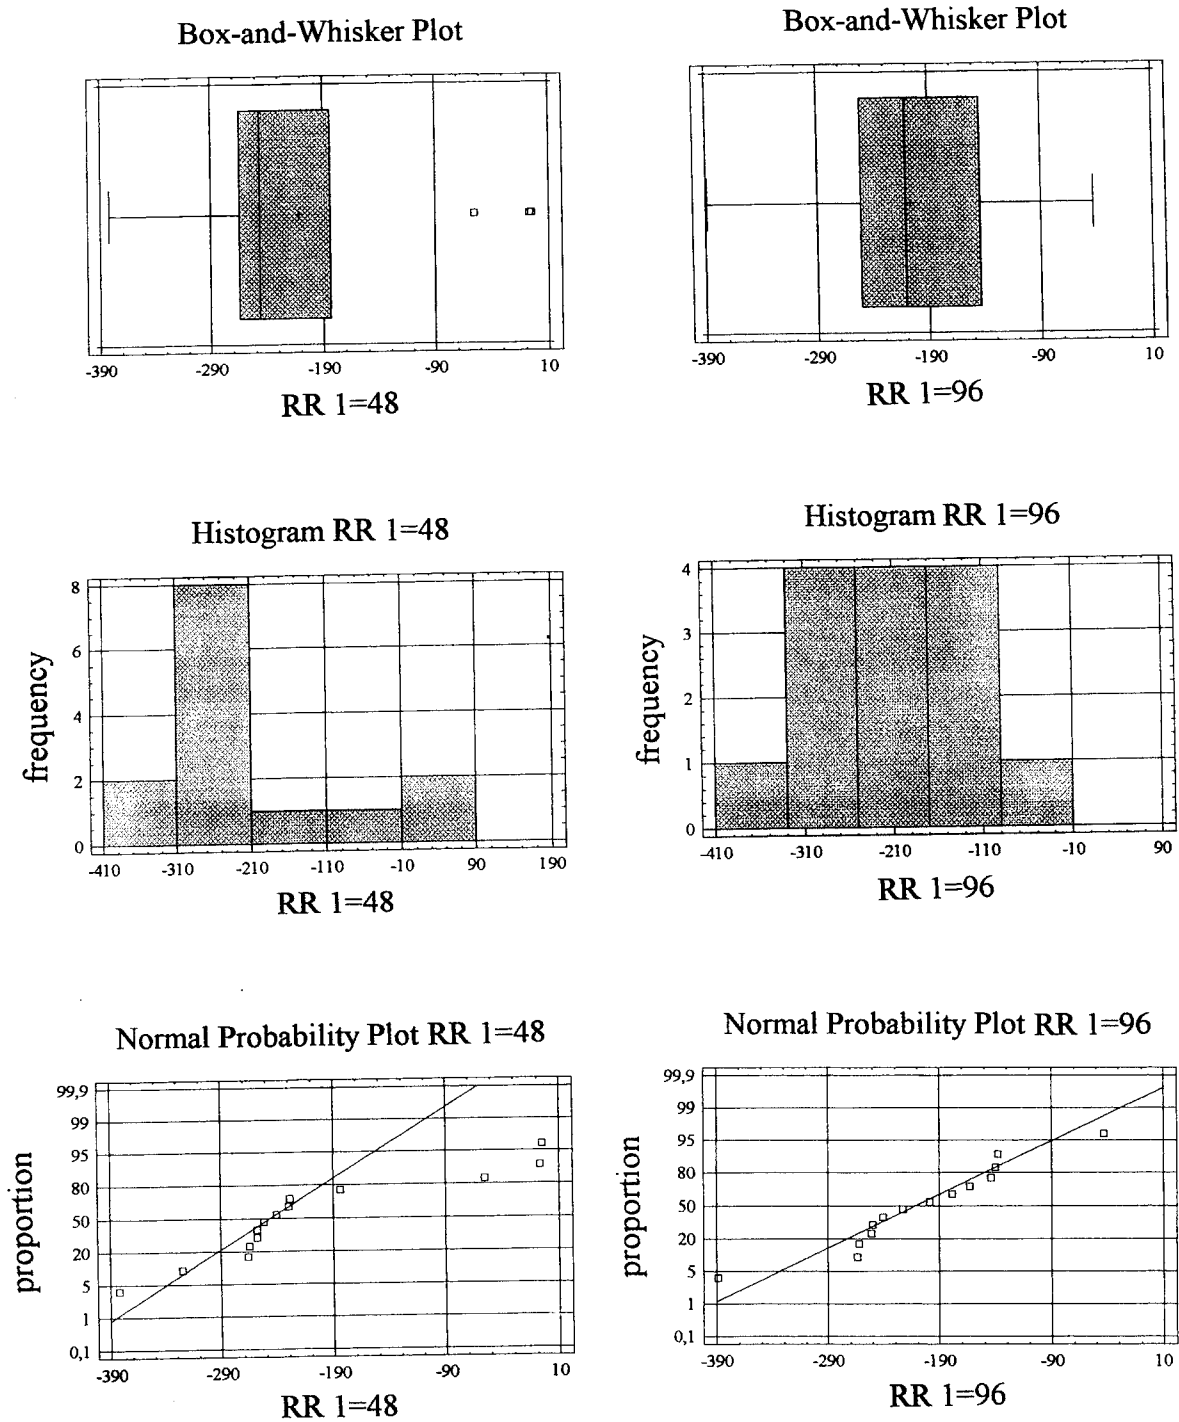 Box-and-Whisker Plot
-390 -290 -190 -90 10
RR 1=48
Box-and-Whisker Plot
-390 -290 -190 -90 10
RR 1=96
Histogram RR 1=48
frequency
8
6
4
2
0
-410 -310 -210 -110 -10 90 190
RR 1=48
Histogram RR 1=96
frequency
4
3
2
1
0
-410 -310 -210 -110 -10 90
RR 1=96
Normal Probability Plot RR 1=48
proportion
99,9
99
95
80
50
20
5
1
0,1
-390 -290 -190 -90 10
RR 1=48
Normal Probability Plot RR 1=96
proportion
99,9
99
95
80
50
20
5
1
0,1
-390 -290 -190 -90 10
RR 1=96